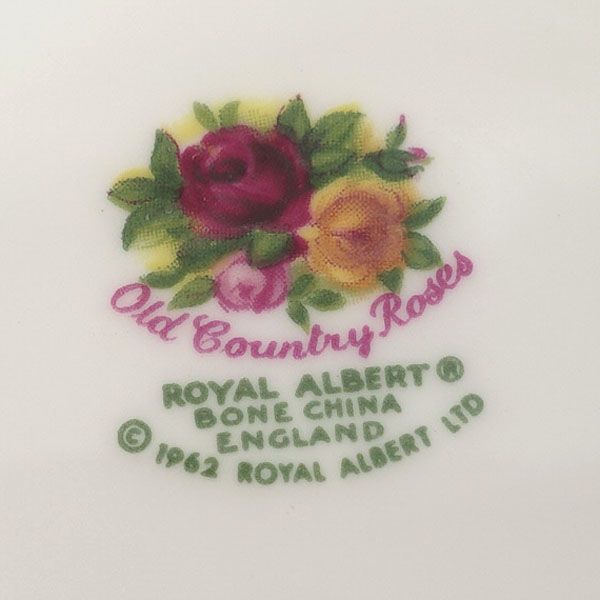 Old Country Roses
ROYAL ALBERT®
BONE CHINA
ENGLAND
© 1962 ROYAL ALBERT LTD